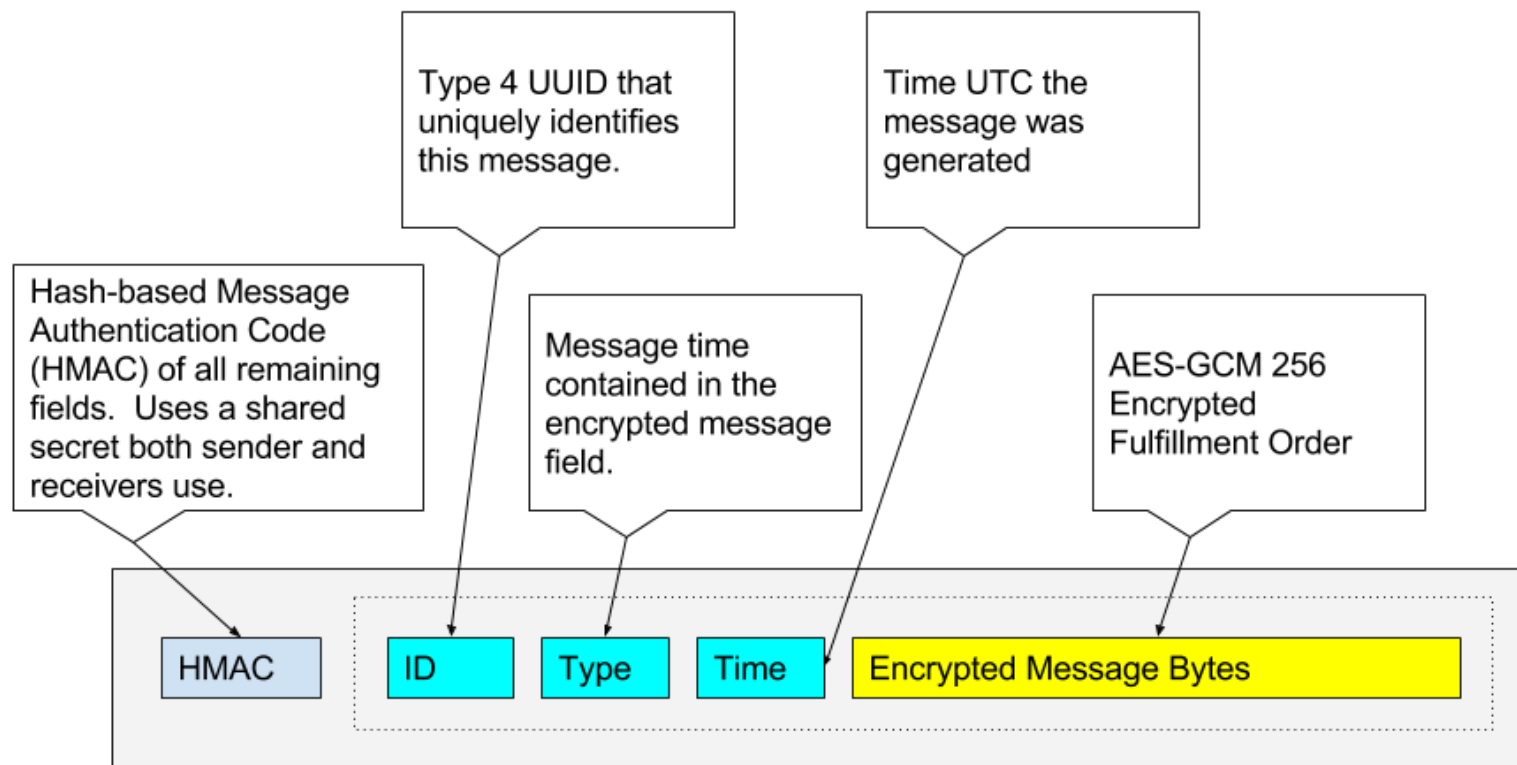 Type 4 UUID that
uniquely identifies
this message.
Time UTC the
message was
generated
Hash-based Message
Authentication Code
(HMAC) of all remaining
fields.  Uses a shared
secret both sender and
receivers use.
Message time
contained in the
encrypted message
field.
AES-GCM 256
Encrypted
Fulfillment Order
HMAC
ID
Type
Time
Encrypted Message Bytes